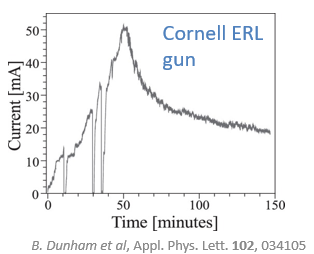 Cornell ERL
gun
50
40
30
20
10
0
Current [mA]
0 50 100 150
Time [minutes]
B. Dunham et al, Appl. Phys. Lett. 102, 034105